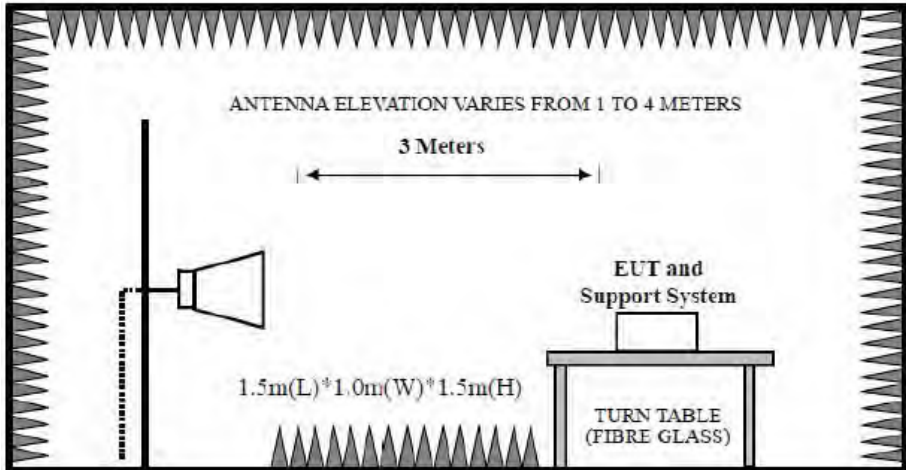 ANTENNA ELEVATION VARIES FROM 1 TO 4 METERS
3 Meters
EUT and
Support System
1.5m(L)*1.0m(W)*1.5m(H)
TURN TABLE
(FIBRE GLASS)